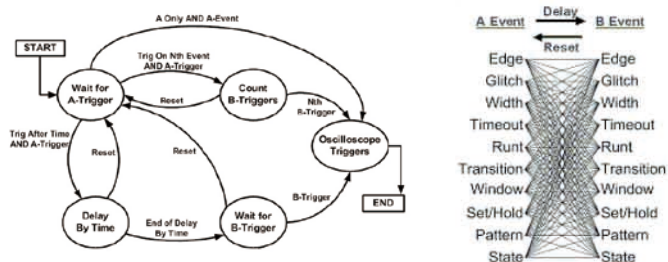 A Only AND A-Event
START
Trig On Nth Event
AND A-Trigger
Wait for
A-Trigger
Count
B-Triggers
Reset
Nth
B-Trigger
Trig After Time
AND A-Trigger
Reset
Reset
Oscilloscope
Triggers
B-Trigger
END
Delay
By Time
End of Delay
By Time
Wait for
B-Trigger
A Event
Delay
B Event
Reset
Edge
Edge
Glitch
Glitch
Width
Width
Timeout
Timeout
Runt
Runt
Transition
Transition
Window
Window
Set/Hold
Set/Hold
Pattern
Pattern
State
State